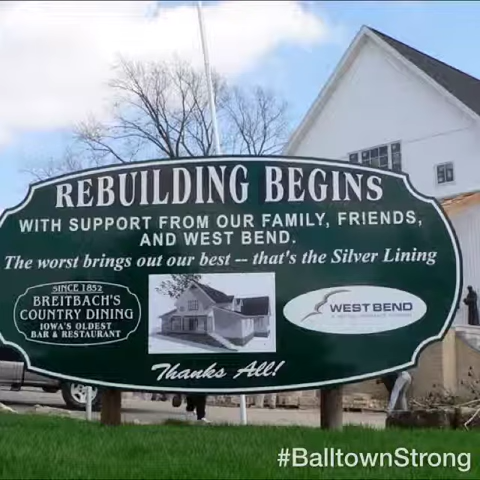 REBUILDING BEGINS
WITH SUPPORT FROM OUR FAMILY, FRIENDS,
AND WEST BEND.
The worst brings out our best -- that's the Silver Lining
SINCE 1852
BREITBACH'S
COUNTRY DINING
IOWA'S OLDEST
BAR & RESTAURANT
WEST BEND
Thanks All!
#BalltownStrong